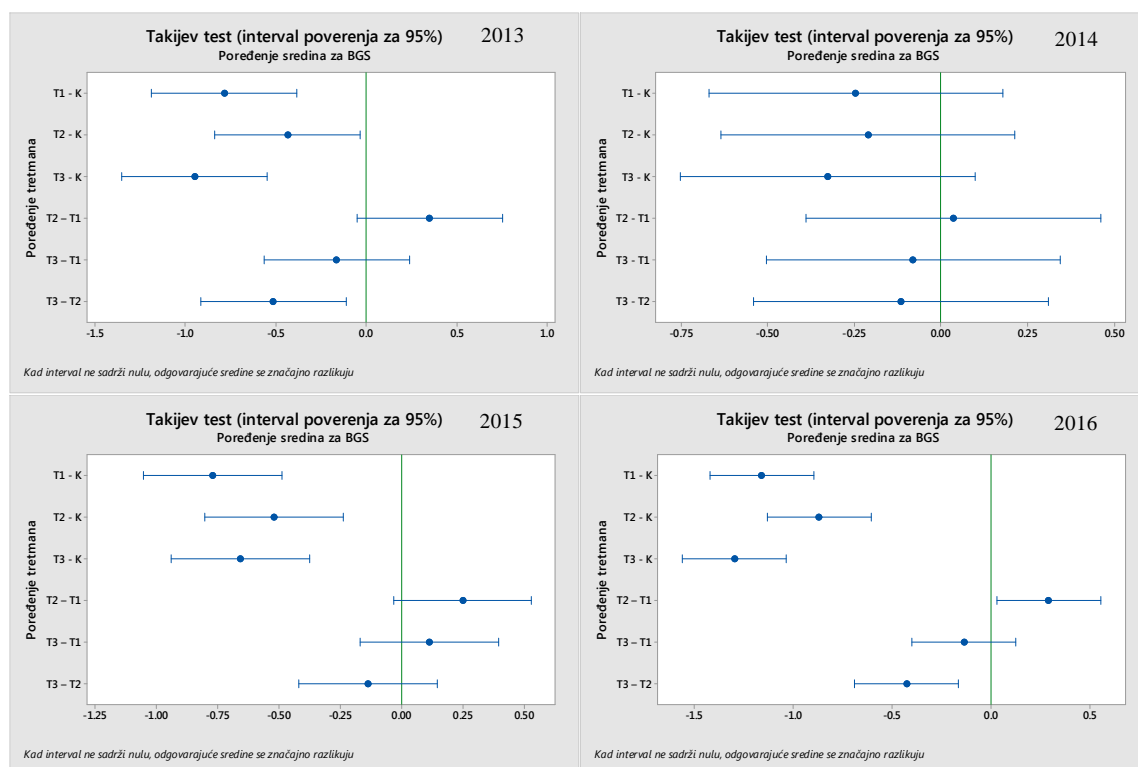 Takijev test (interval poverenja za 95%) 2013
Poređenje sredina za BGS
Poređenje tretmana
T1 - K
T2 - K
T3 - K
T2 – T1
T3 – T1
T3 – T2
-1.5 -1.0 -0.5 0.0 0.5 1.0
Kad interval ne sadrži nulu, odgovarajuće sredine se značajno razlikuju
Takijev test (interval poverenja za 95%) 2014
Poređenje sredina za BGS
Poređenje tretmana
T1 - K
T2 - K
T3 - K
T2 - T1
T3 - T1
T3 - T2
-0.75 -0.50 -0.25 0.00 0.25 0.50
Kad interval ne sadrži nulu, odgovarajuće sredine se značajno razlikuju
Takijev test (interval poverenja za 95%) 2015
Poređenje sredina za BGS
Poređenje tretmana
T1 - K
T2 - K
T3 - K
T2 – T1
T3 – T1
T3 – T2
-1.25 -1.00 -0.75 -0.50 -0.25 0.00 0.25 0.50
Kad interval ne sadrži nulu, odgovarajuće sredine se značajno razlikuju
Takijev test (interval poverenja za 95%) 2016
Poređenje sredina za BGS
Poređenje tretmana
T1 - K
T2 - K
T3 - K
T2 – T1
T3 – T1
T3 – T2
-1.5 -1.0 -0.5 0.0 0.5
Kad interval ne sadrži nulu, odgovarajuće sredine se značajno razlikuju